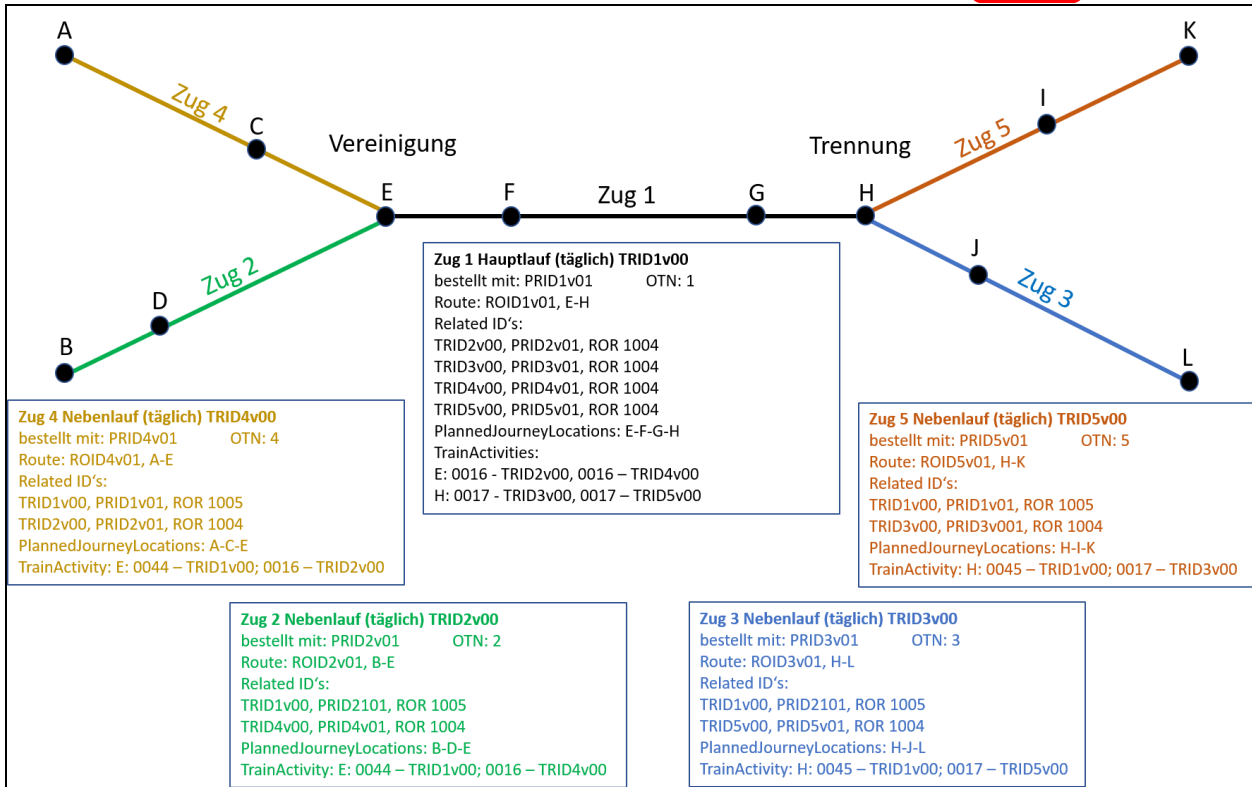 A
K
Zug 4
C
I
Zug 5
Vereinigung
Trennung
E
F
Zug 1
G
H
Zug 2
D
J
Zug 3
B
L
Zug 1 Hauptlauf (täglich) TRID1v00
bestellt mit: PRID1v01 OTN: 1
Route: ROID1v01, E-H
Related ID's:
TRID2v00, PRID2v01, ROR 1004
TRID3v00, PRID3v01, ROR 1004
TRID4v00, PRID4v01, ROR 1004
TRID5v00, PRID5v01, ROR 1004
PlannedJourneyLocations: E-F-G-H
TrainActivities:
E: 0016 - TRID2v00, 0016 – TRID4v00
H: 0017 - TRID3v00, 0017 – TRID5v00
Zug 4 Nebenlauf (täglich) TRID4v00
bestellt mit: PRID4v01 OTN: 4
Route: ROID4v01, A-E
Related ID's:
TRID1v00, PRID1v01, ROR 1005
TRID2v00, PRID2v01, ROR 1004
PlannedJourneyLocations: A-C-E
TrainActivity: E: 0044 – TRID1v00; 0016 – TRID2v00
Zug 5 Nebenlauf (täglich) TRID5v00
bestellt mit: PRID5v01 OTN: 5
Route: ROID5v01, H-K
Related ID's:
TRID1v00, PRID1v01, ROR 1005
TRID3v00, PRID3v001, ROR 1004
PlannedJourneyLocations: H-I-K
TrainActivity: H: 0045 – TRID1v00; 0017 – TRID3v00
Zug 2 Nebenlauf (täglich) TRID2v00
bestellt mit: PRID2v01 OTN: 2
Route: ROID2v01, B-E
Related ID's:
TRID1v00, PRID2101, ROR 1005
TRID4v00, PRID4v01, ROR 1004
PlannedJourneyLocations: B-D-E
TrainActivity: E: 0044 – TRID1v00; 0016 – TRID4v00
Zug 3 Nebenlauf (täglich) TRID3v00
bestellt mit: PRID3v01 OTN: 3
Route: ROID3v01, H-L
Related ID's:
TRID1v00, PRID2101, ROR 1005
TRID5v00, PRID5v01, ROR 1004
PlannedJourneyLocations: H-J-L
TrainActivity: H: 0045 – TRID1v00; 0017 – TRID5v00